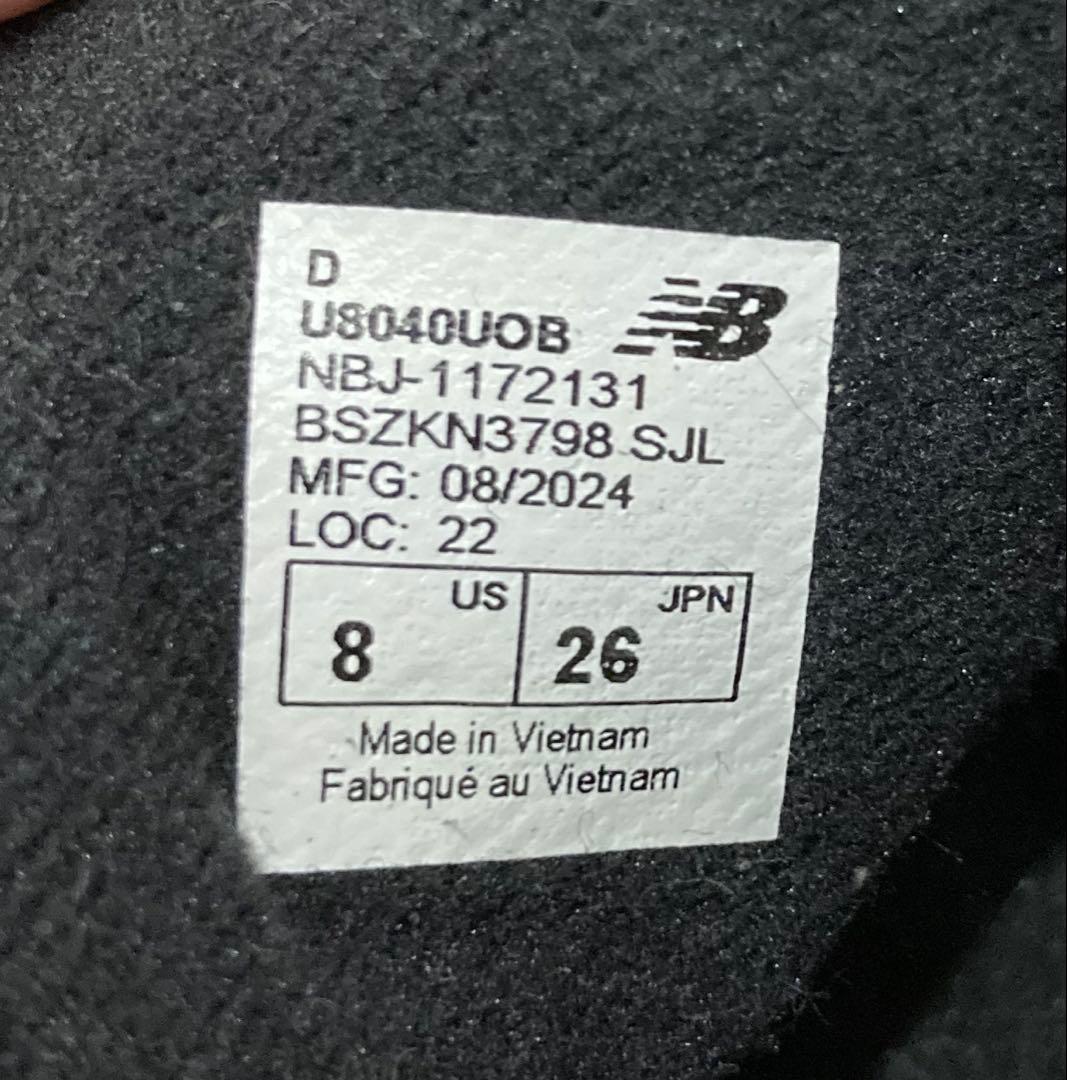 D
U8040UOB
NB
NBJ-1172131
BSZKN3798 SJL
MFG: 08/2024
LOC: 22
US
8
JPN
26
Made in Vietnam
Fabriqué au Vietnam